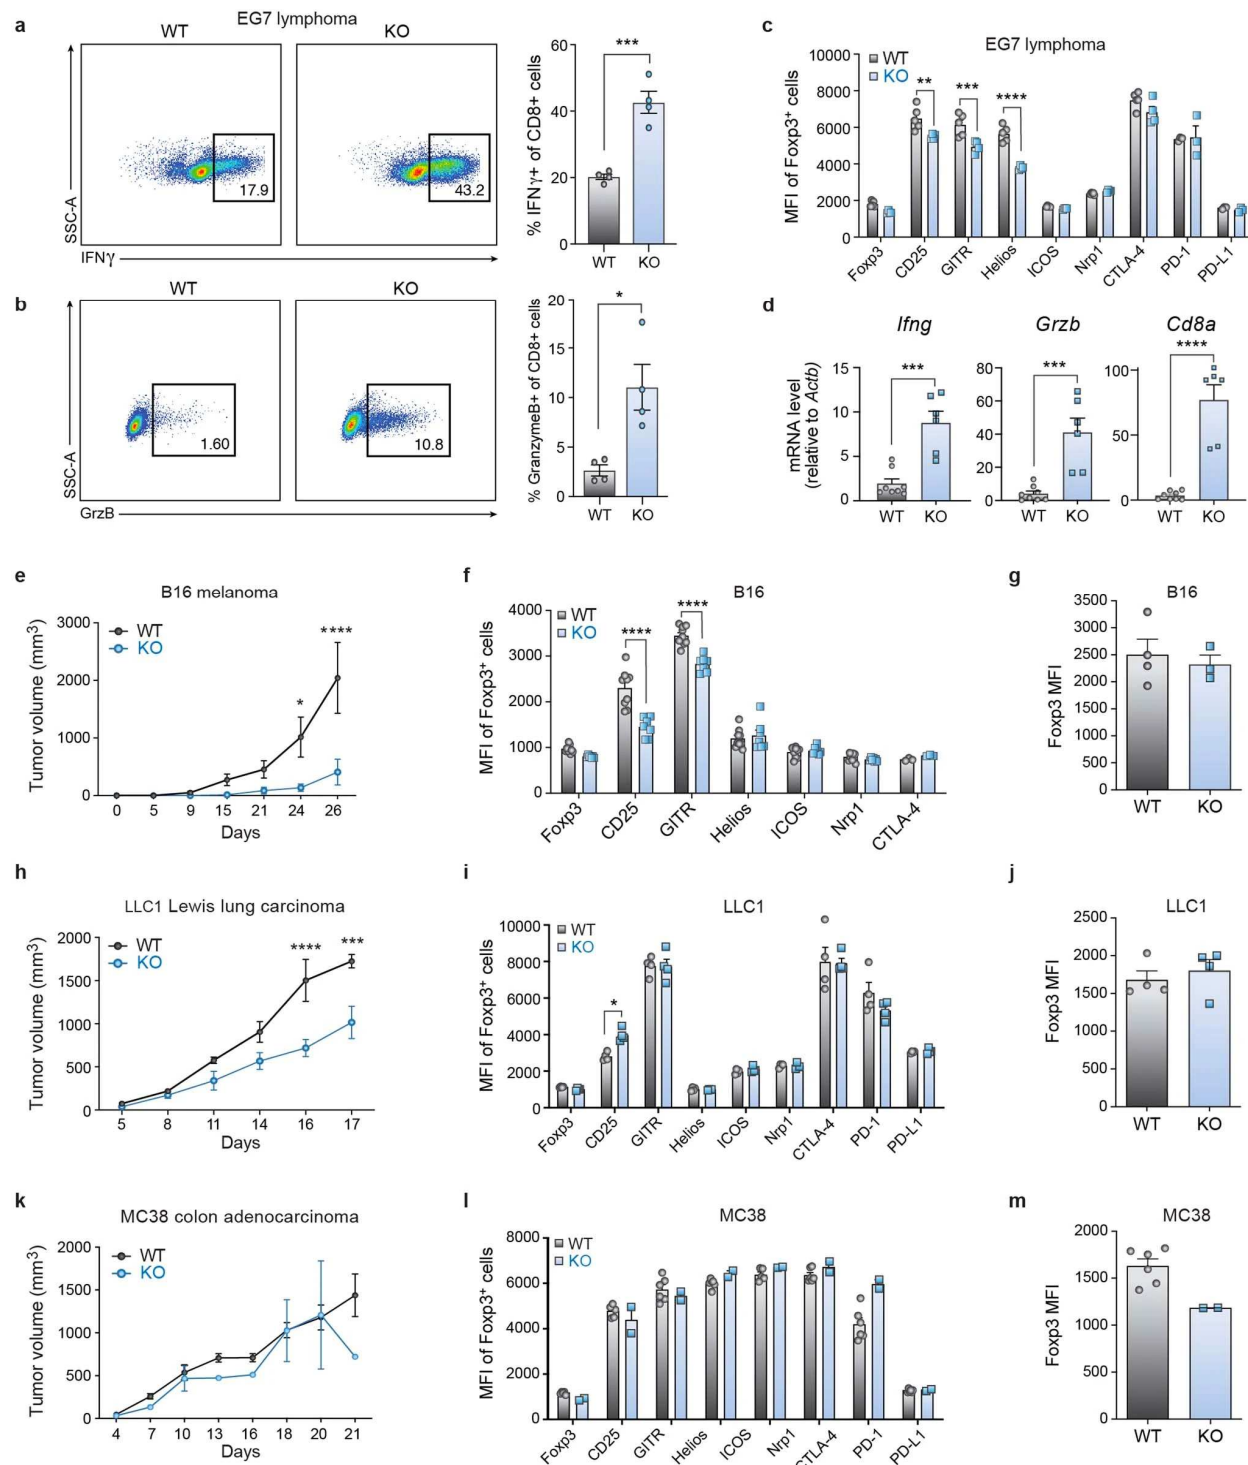 a
EG7 lymphoma
WT
KO
SSC-A
17.9
43.2
IFNγ
% IFNγ+ of CD8+ cells
60
40
20
0
***
WT
KO
b
WT
KO
SSC-A
1.60
10.8
GrzB
% GranzymeB+ of CD8+ cells
20
15
10
5
0
*
WT
KO
c
EG7 lymphoma
WT
KO
MFI of Foxp3+ cells
10000
8000
6000
4000
2000
0
** *** ****
Foxp3 CD25 GITR Helios ICOS Nrp1 CTLA-4 PD-1 PD-L1
d
mRNA level
(relative to Actb)
Ifng
15
10
5
0
***
WT KO
Grzb
80
60
40
20
0
***
WT KO
Cd8a
100
50
0
****
WT KO
e
B16 melanoma
WT
KO
Tumor volume (mm3)
3000
2000
1000
0
* ****
0 5 9 15 21 24 26
Days
f
B16
WT
KO
MFI of Foxp3+ cells
4000
3000
2000
1000
0
**** ****
Foxp3 CD25 GITR Helios ICOS Nrp1 CTLA-4
g
B16
Foxp3 MFI
3500
3000
2500
2000
1500
1000
500
0
WT KO
h
LLC1 Lewis lung carcinoma
WT
KO
Tumor volume (mm3)
2000
1500
1000
500
0
**** ***
5 8 11 14 16 17
Days
i
LLC1
WT
KO
MFI of Foxp3+ cells
10000
8000
6000
4000
2000
0
*
Foxp3 CD25 GITR Helios ICOS Nrp1 CTLA-4 PD-1 PD-L1
j
LLC1
Foxp3 MFI
2500
2000
1500
1000
500
0
WT KO
k
MC38 colon adenocarcinoma
WT
KO
Tumor volume (mm3)
2000
1500
1000
500
0
4 7 10 13 16 18 20 21
Days
l
MC38
WT
KO
MFI of Foxp3+ cells
8000
6000
4000
2000
0
Foxp3 CD25 GITR Helios ICOS Nrp1 CTLA-4 PD-1 PD-L1
m
MC38
Foxp3 MFI
2000
1500
1000
500
0
WT KO